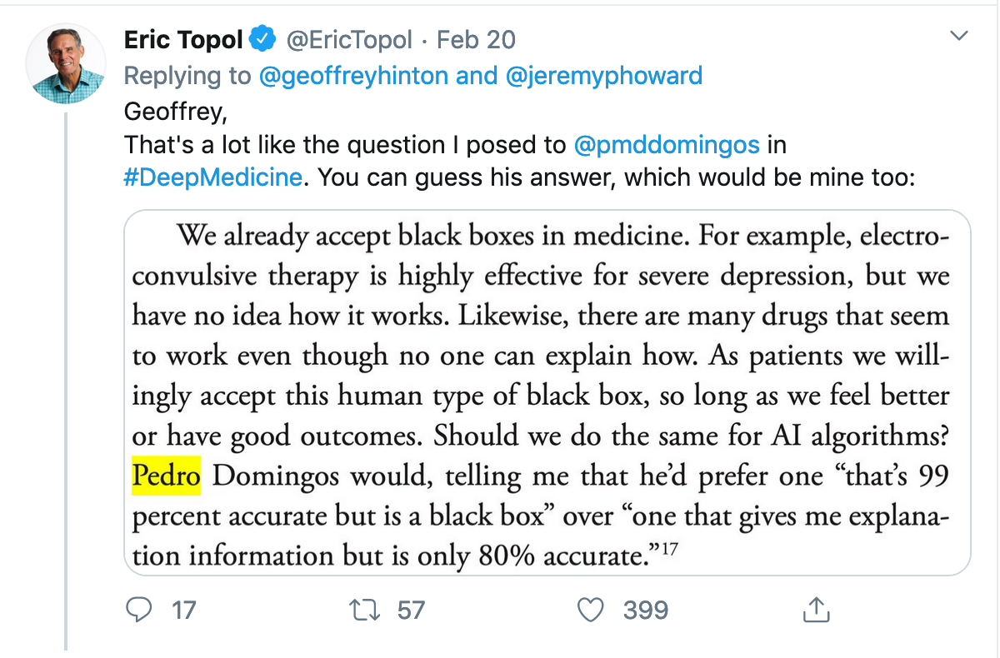 Eric Topol @EricTopol · Feb 20
Replying to @geoffreyhinton and @jeremyphoward
Geoffrey,
That's a lot like the question I posed to @pmddomingos in
#DeepMedicine. You can guess his answer, which would be mine too:
We already accept black boxes in medicine. For example, electro-
convulsive therapy is highly effective for severe depression, but we
have no idea how it works. Likewise, there are many drugs that seem
to work even though no one can explain how. As patients we will-
ingly accept this human type of black box, so long as we feel better
or have good outcomes. Should we do the same for AI algorithms?
Pedro Domingos would, telling me that he’d prefer one “that’s 99
percent accurate but is a black box” over “one that gives me explana-
tion information but is only 80% accurate.”17
17 57 399